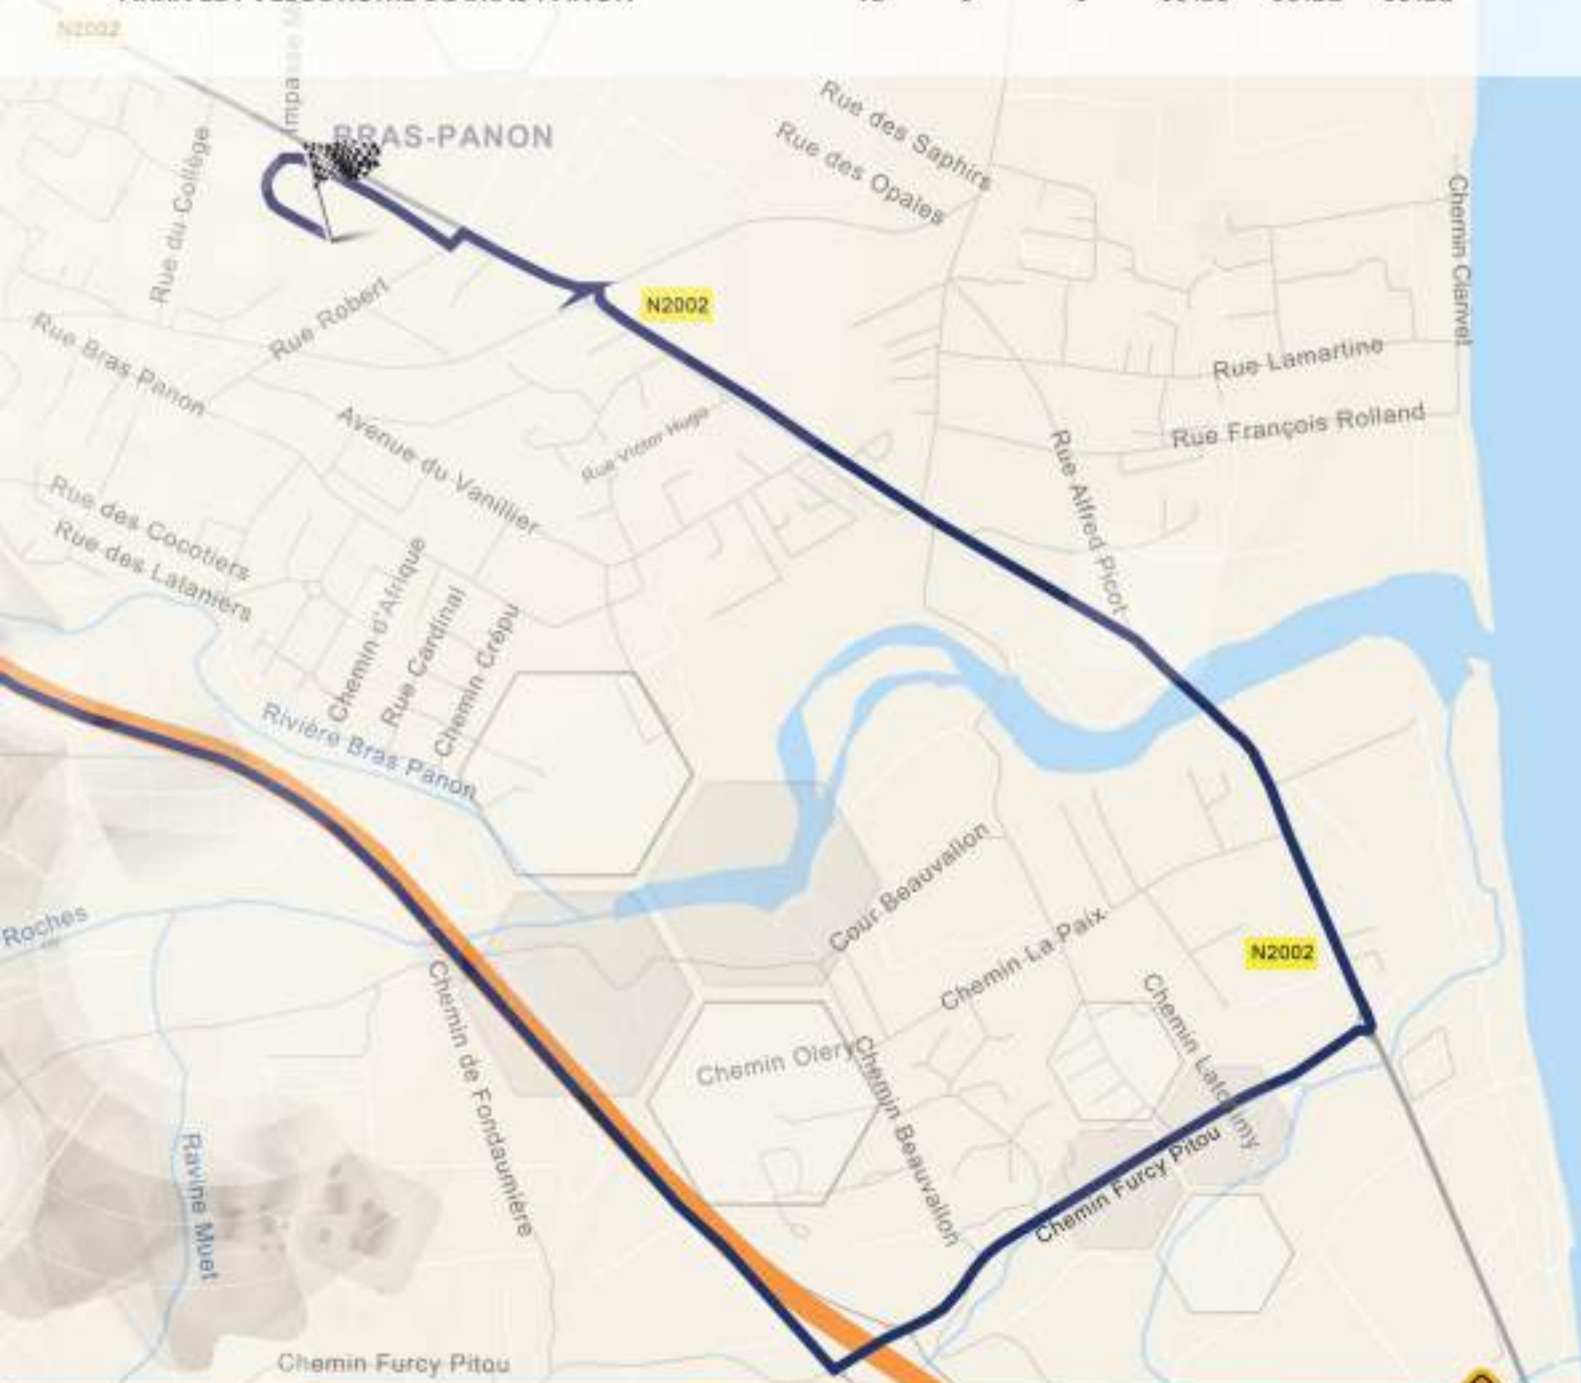 N2002
Impasse M
BRAS-PANON
Rue du Collège
Rue des Saphirs
Rue des Opales
Chemin Clarivet
N2002
Rue Robert
Rue Bras Panon
Rue Lamartine
Rue François Rolland
Avenue du Vanillier
Rue Victor Hugo
Rue Alfred Picot
Rue des Cocotiers
Rue des Lataniers
Chemin d'Afrique
Rue Cardinal
Chemin Crépu
Rivière Bras Panon
Cour Beauvallon
Roches
Chemin La Paix
N2002
Chemin de Fondaumière
Chemin Olery
Chemin Beauvallon
Chemin Furcy Pitou
Ravine Muet
Chemin Furcy Pitou